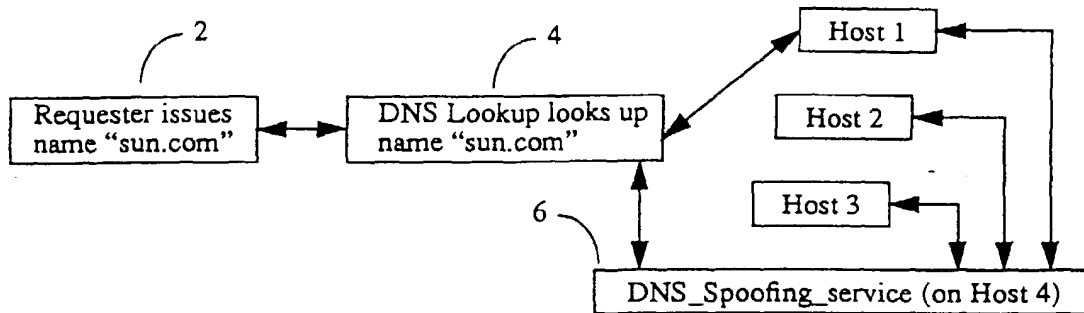 2
4
Host 1
Requester issues
name “sun.com”
DNS Lookup looks up
name “sun.com”
Host 2
Host 3
6
DNS_Spoofing_service (on Host 4)